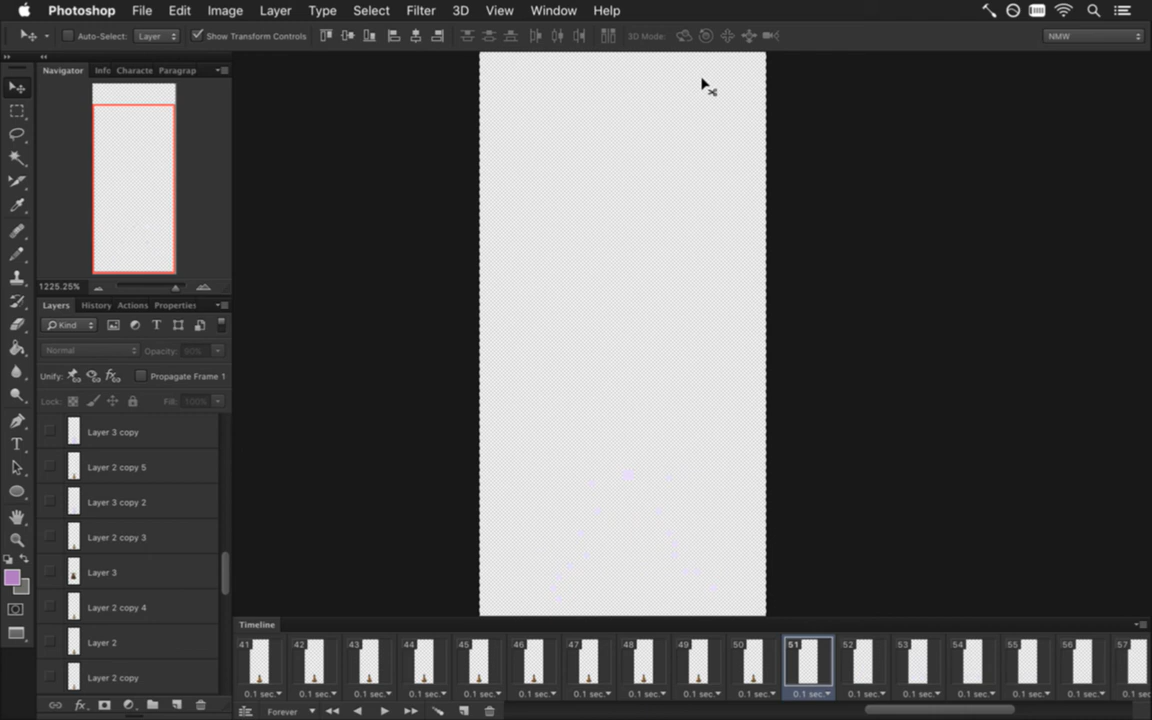 Photoshop File Edit Image Layer Type Select Filter 3D View Window Help
Auto-Select: Layer Show Transform Controls 3D Mode: NMW
Navigator Info Characte Paragrap
1225.25%
Layers History Actions Properties
Kind
Normal Opacity: 90%
Unify: Propagate Frame 1
Lock: Fill: 100%
Layer 3 copy
Layer 2 copy 5
Layer 3 copy 2
Layer 2 copy 3
Layer 3
Layer 2 copy 4
Layer 2
Layer 2 copy
Timeline
41 42 43 44 45 46 47 48 49 50 51 52 53 54 55 56 57
0.1 sec. 0.1 sec. 0.1 sec. 0.1 sec. 0.1 sec. 0.1 sec. 0.1 sec. 0.1 sec. 0.1 sec. 0.1 sec. 0.1 sec. 0.1 sec. 0.1 sec. 0.1 sec. 0.1 sec. 0.1 sec. 0.1 sec.
Forever